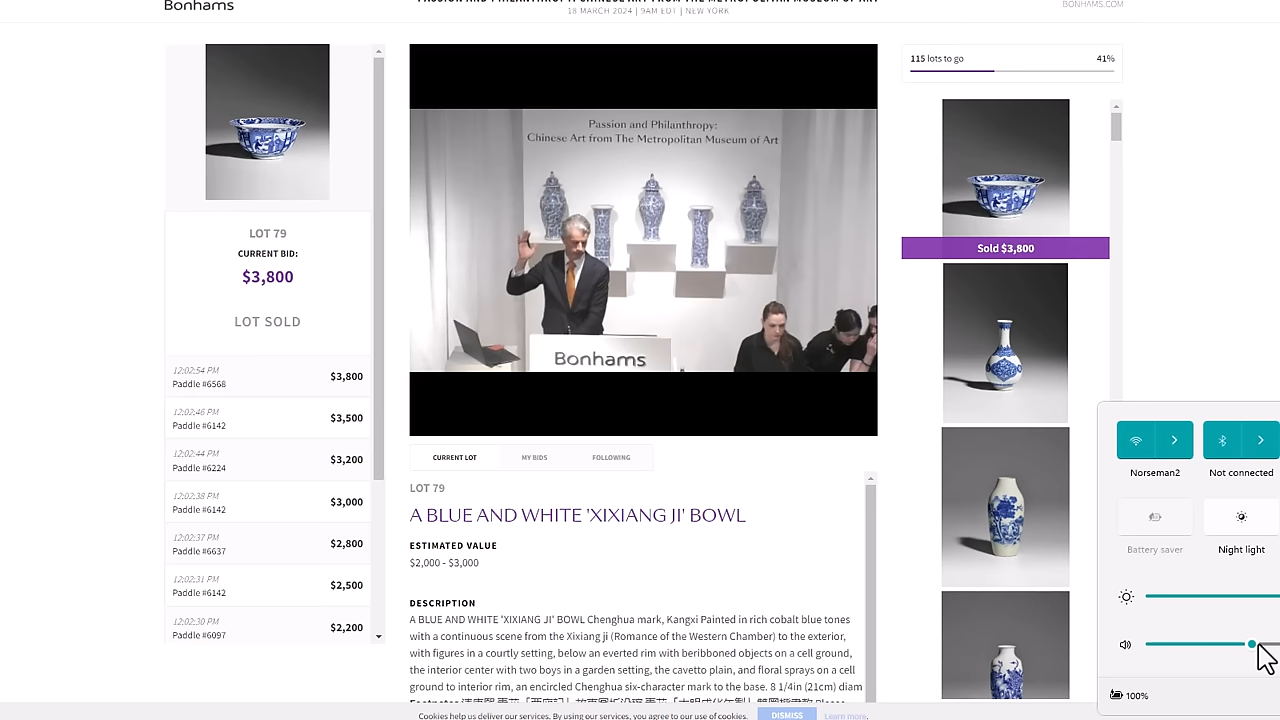 Bonhams
PASSION AND PHILANTHROPY: CHINESE ART FROM THE METROPOLITAN MUSEUM OF ART
18 MARCH 2024 | 9AM EDT | NEW YORK
BONHAMS.COM
LOT 79
CURRENT BID:
$3,800
LOT SOLD
12:02:54 PM
Paddle #6568
$3,800
12:02:46 PM
Paddle #6142
$3,500
12:02:44 PM
Paddle #6224
$3,200
12:02:38 PM
Paddle #6142
$3,000
12:02:37 PM
Paddle #6637
$2,800
12:02:31 PM
Paddle #6142
$2,500
12:02:30 PM
Paddle #6097
$2,200
Passion and Philanthropy:
Chinese Art from The Metropolitan Museum of Art
Bonhams
CURRENT LOT
MY BIDS
FOLLOWING
LOT 79
A BLUE AND WHITE 'XIXIANG JI' BOWL
ESTIMATED VALUE
$2,000 - $3,000
DESCRIPTION
A BLUE AND WHITE 'XIXIANG JI' BOWL Chenghua mark, Kangxi Painted in rich cobalt blue tones
with a continuous scene from the Xixiang ji (Romance of the Western Chamber) to the exterior,
with figures in a courtly setting, below an everted rim with beribboned objects on a cell ground,
the interior center with two boys in a garden setting, the cavetto plain, and floral sprays on a cell
ground to interior rim, an encircled Chenghua six-character mark to the base. 8 1/4in (21cm) diam
115 lots to go
41%
Sold $3,800
Norseman2
Not connected
Battery saver
Night light
100%
Cookies help us deliver our services. By using our services, you agree to our use of cookies.
DISMISS
Learn more.